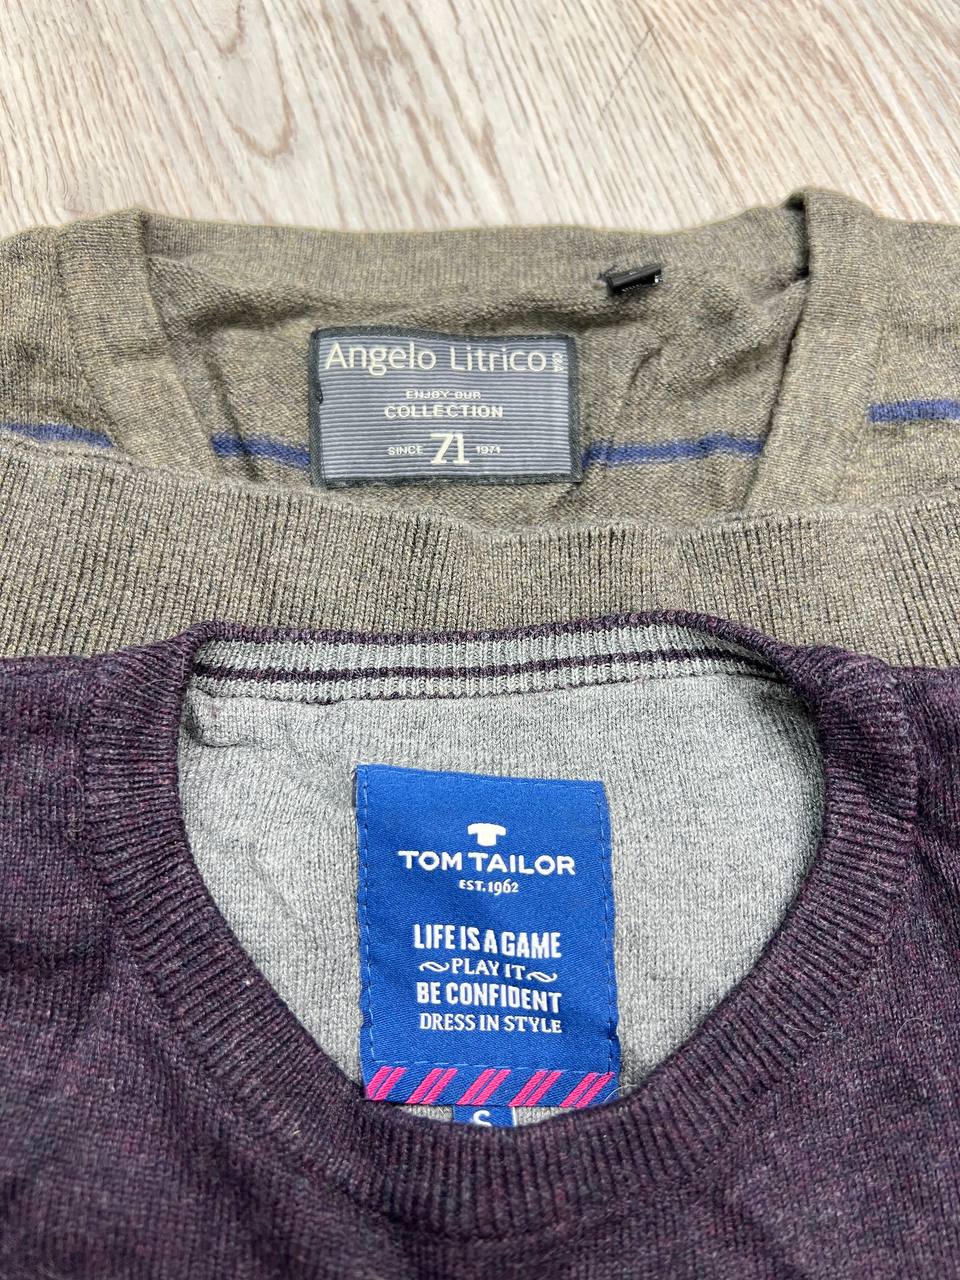 Angelo Litrico
C&A
ENJOY OUR
COLLECTION
SINCE 71 1971
TOM TAILOR
EST. 1962
LIFE IS A GAME
PLAY IT
BE CONFIDENT
DRESS IN STYLE
S